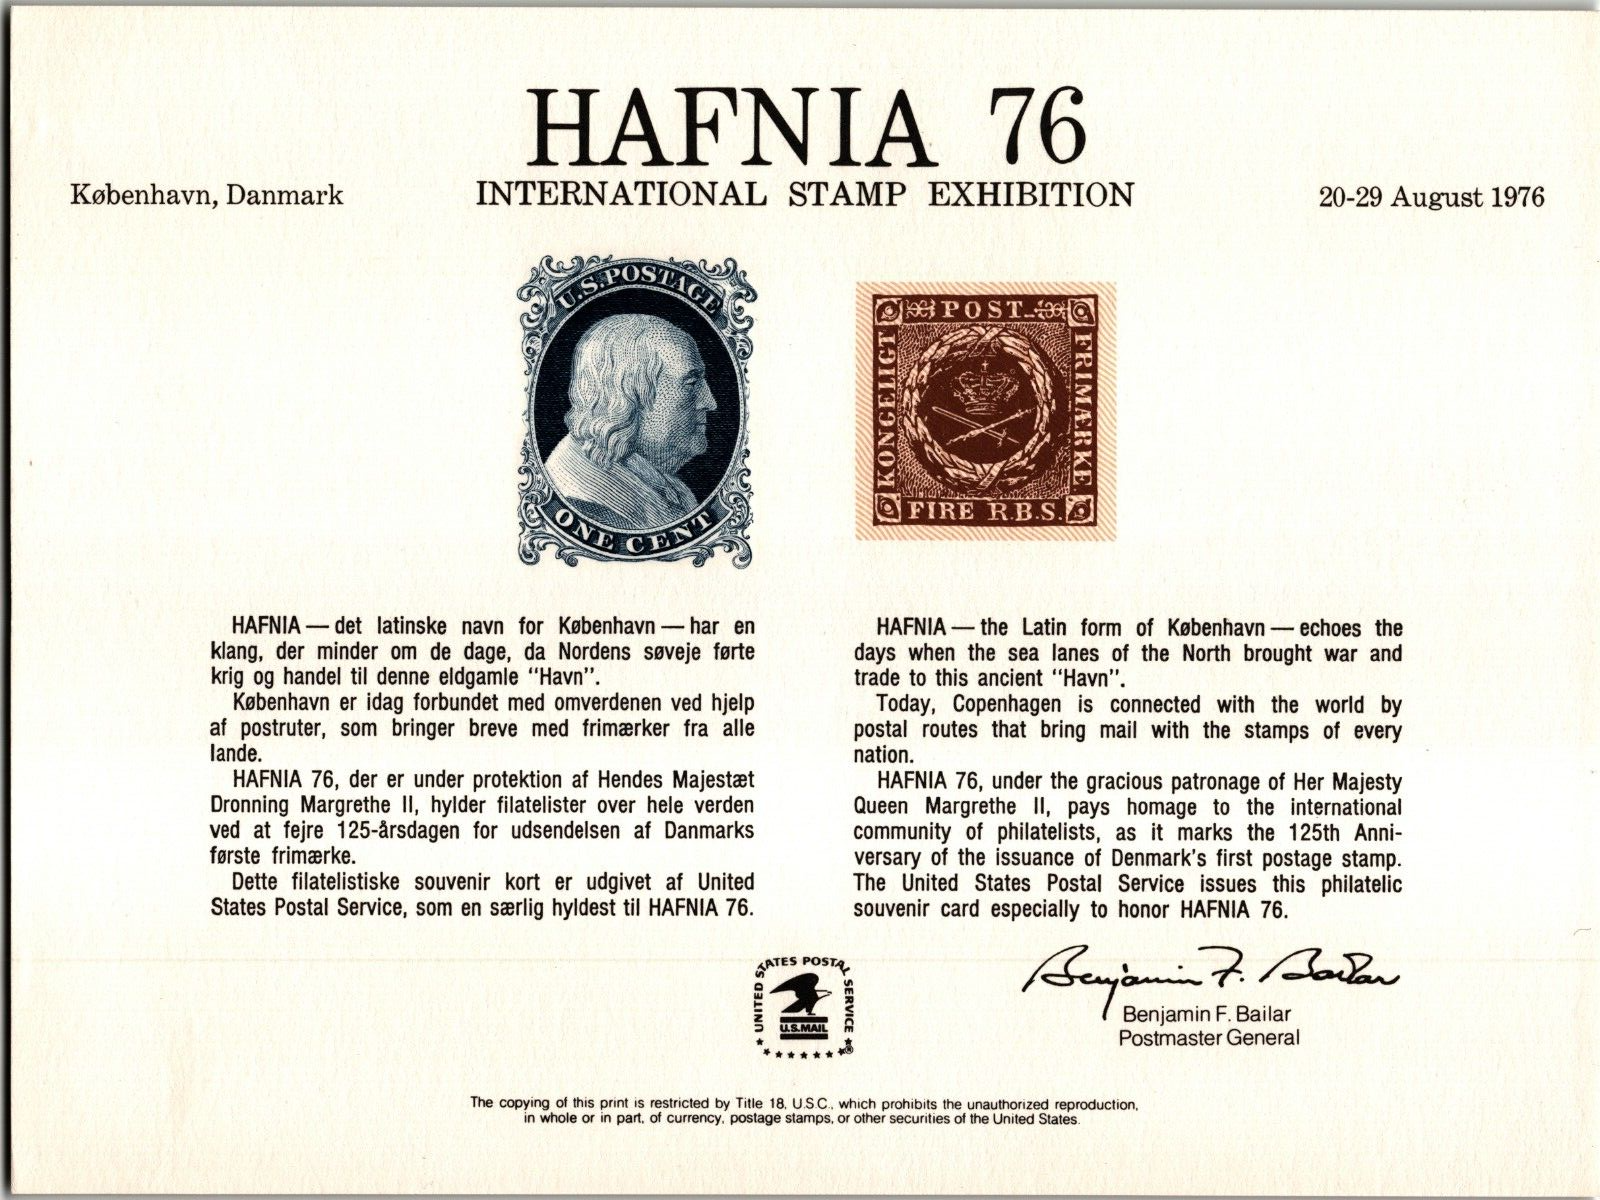 HAFNIA 76
København, Danmark
INTERNATIONAL STAMP EXHIBITION
20-29 August 1976
U.S. POSTAGE
ONE CENT
POST
KONGELIGT
FRIMÆRKE
FIRE R.B.S.
HAFNIA — det latinske navn for København — har en
klang, der minder om de dage, da Nordens søveje førte
krig og handel til denne eldgamle "Havn".
København er idag forbundet med omverdenen ved hjelp
af postruter, som bringer breve med frimærker fra alle
lande.
HAFNIA 76, der er under protektion af Hendes Majestæt
Dronning Margrethe II, hylder filatelister over hele verden
ved at fejre 125-årsdagen for udsendelsen af Danmarks
første frimærke.
Dette filatelistiske souvenir kort er udgivet af United
States Postal Service, som en særlig hyldest til HAFNIA 76.
HAFNIA — the Latin form of København — echoes the
days when the sea lanes of the North brought war and
trade to this ancient "Havn".
Today, Copenhagen is connected with the world by
postal routes that bring mail with the stamps of every
nation.
HAFNIA 76, under the gracious patronage of Her Majesty
Queen Margrethe II, pays homage to the international
community of philatelists, as it marks the 125th Anni-
versary of the issuance of Denmark's first postage stamp.
The United States Postal Service issues this philatelic
souvenir card especially to honor HAFNIA 76.
UNITED STATES POSTAL SERVICE
U.S.MAIL
®
Benjamin F. Bailar
Benjamin F. Bailar
Postmaster General
The copying of this print is restricted by Title 18, U.S.C., which prohibits the unauthorized reproduction,
in whole or in part, of currency, postage stamps, or other securities of the United States.